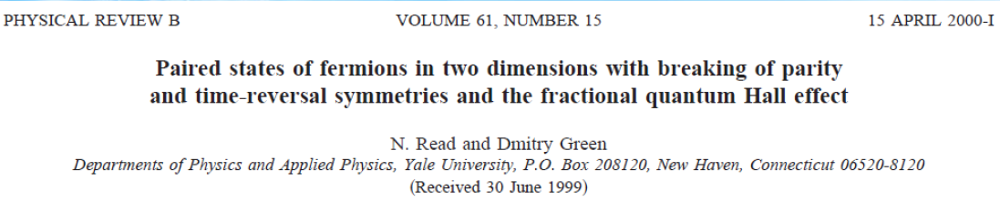 PHYSICAL REVIEW B VOLUME 61, NUMBER 15 15 APRIL 2000-I
Paired states of fermions in two dimensions with breaking of parity
and time-reversal symmetries and the fractional quantum Hall effect
N. Read and Dmitry Green
Departments of Physics and Applied Physics, Yale University, P.O. Box 208120, New Haven, Connecticut 06520-8120
(Received 30 June 1999)